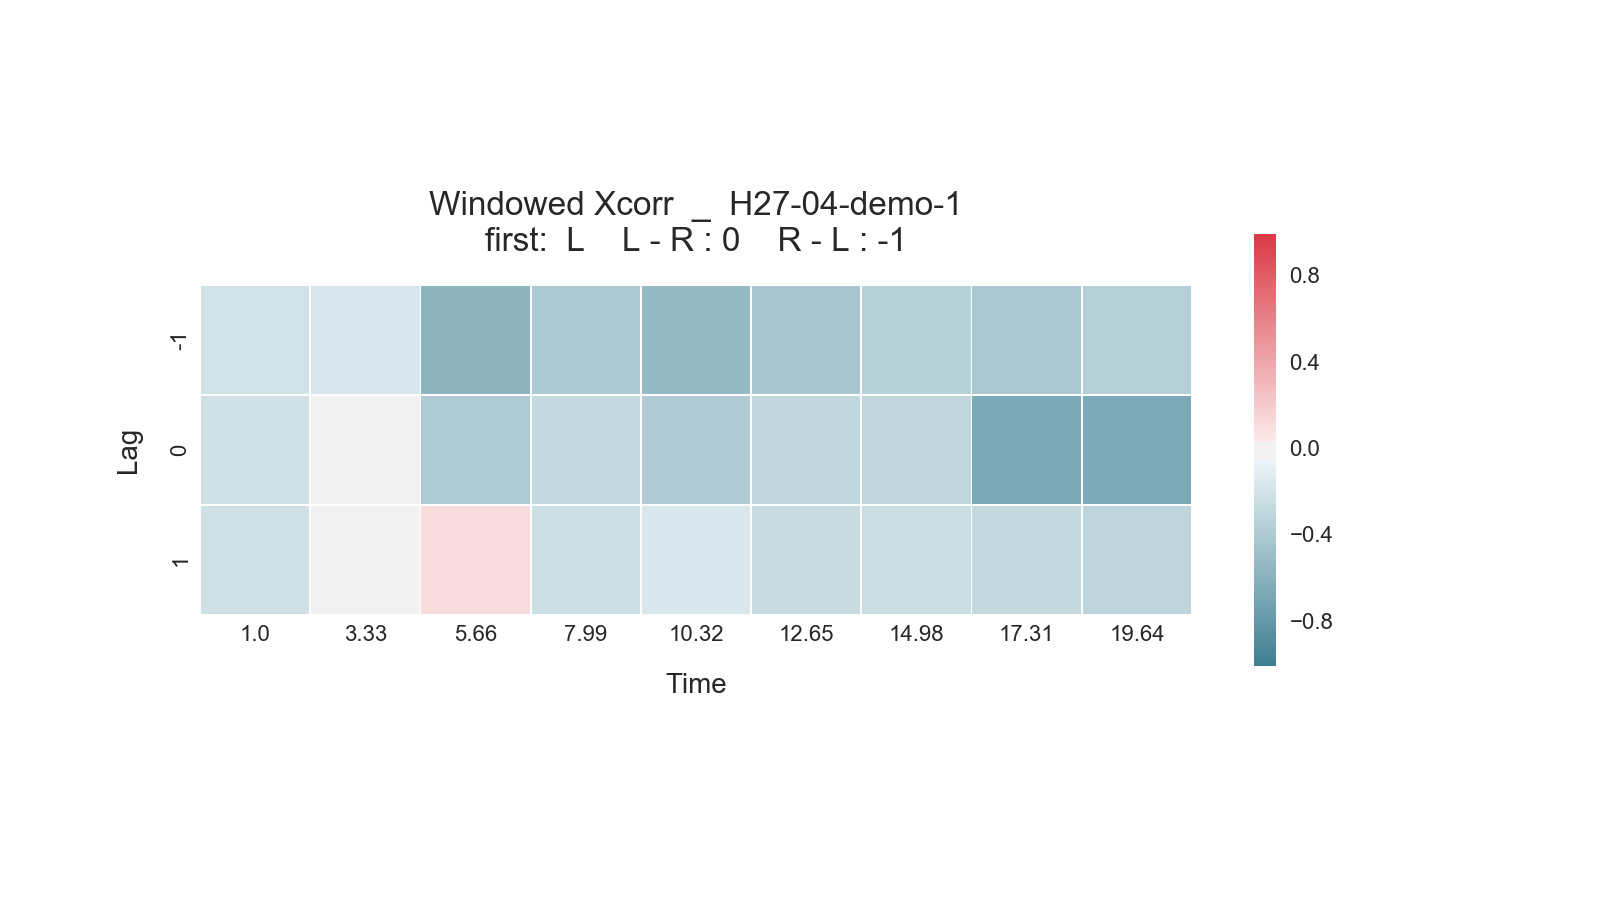 Windowed Xcorr _ H27-04-demo-1
first: L L - R : 0 R - L : -1
Lag
-1
0
1
1.0 3.33 5.66 7.99 10.32 12.65 14.98 17.31 19.64
Time
0.8
0.4
0.0
−0.4
−0.8